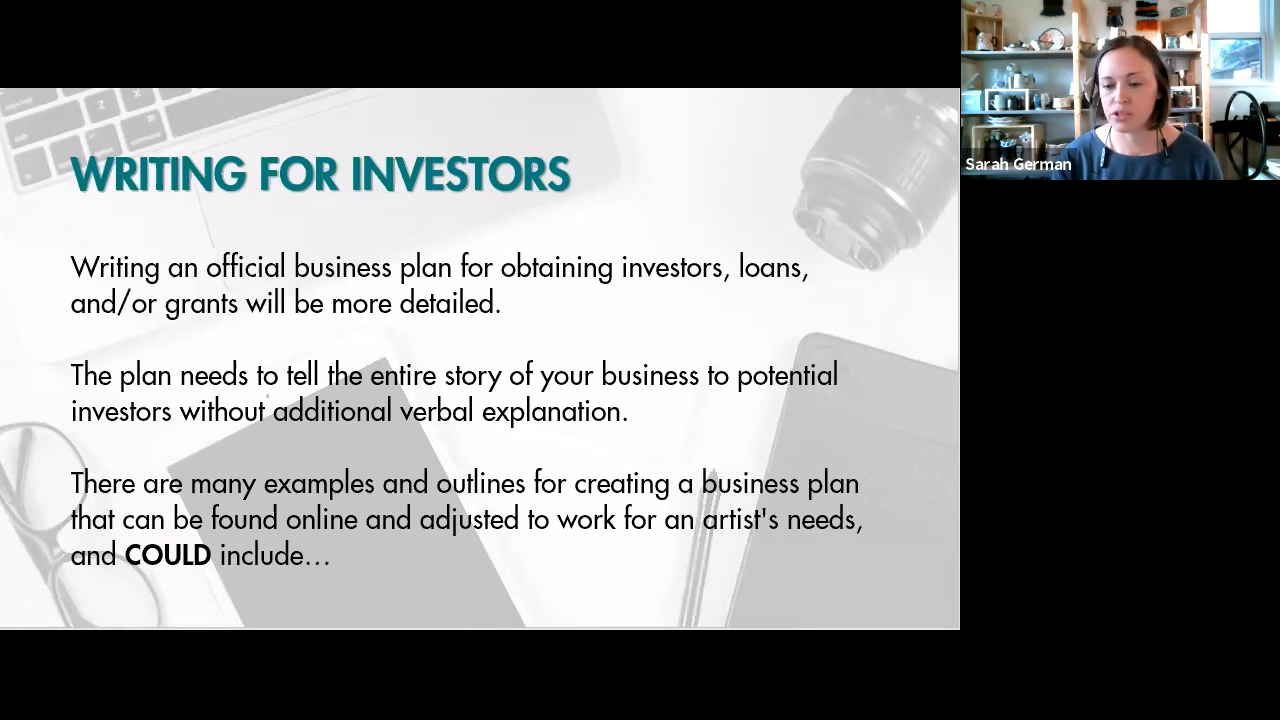 WRITING FOR INVESTORS
Writing an official business plan for obtaining investors, loans,
and/or grants will be more detailed.
The plan needs to tell the entire story of your business to potential
investors without additional verbal explanation.
There are many examples and outlines for creating a business plan
that can be found online and adjusted to work for an artist's needs,
and COULD include…
Sarah German